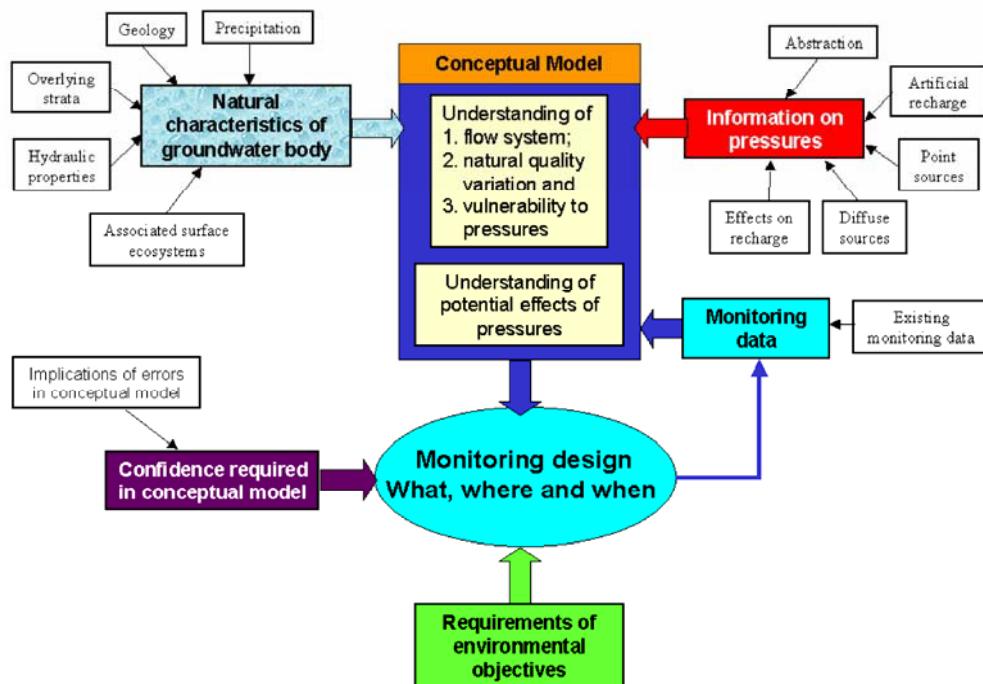 Geology
Precipitation
Overlying
strata
Hydraulic
properties
Natural
characteristics of
groundwater body
Associated surface
ecosystems
Conceptual Model
Understanding of
1. flow system;
2. natural quality
variation and
3. vulnerability to
pressures
Understanding of
potential effects of
pressures
Abstraction
Artificial
recharge
Information on
pressures
Point
sources
Effects on
recharge
Diffuse
sources
Monitoring
data
Existing
monitoring data
Implications of errors
in conceptual model
Confidence required
in conceptual model
Monitoring design
What, where and when
Requirements of
environmental
objectives